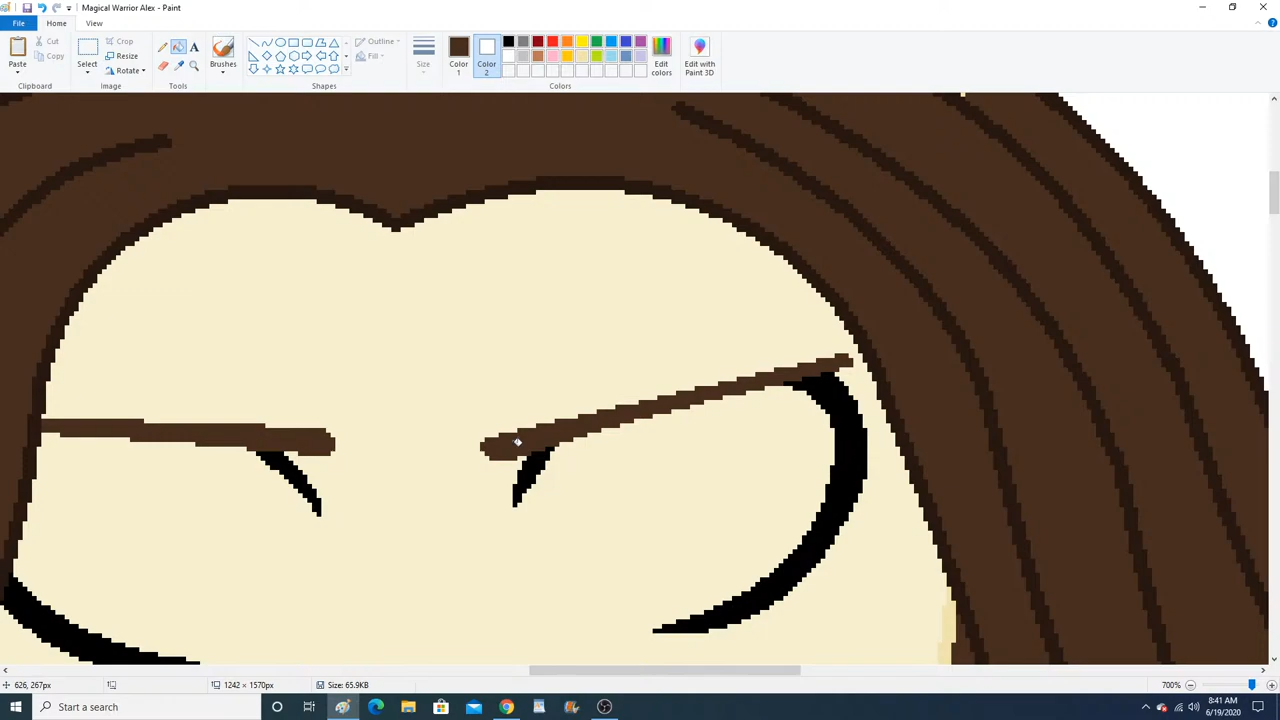 Magical Warrior Alex - Paint
File
Home
View
Paste
Cut
Copy
Clipboard
Select
Crop
Resize
Rotate
Image
A
Tools
Brushes
Outline
Fill
Shapes
Size
Color 1
Color 2
Colors
Edit colors
Edit with Paint 3D
626, 267px
1242 × 1570px
Size: 65.9KB
700%
Start a search
8:41 AM
6/19/2020